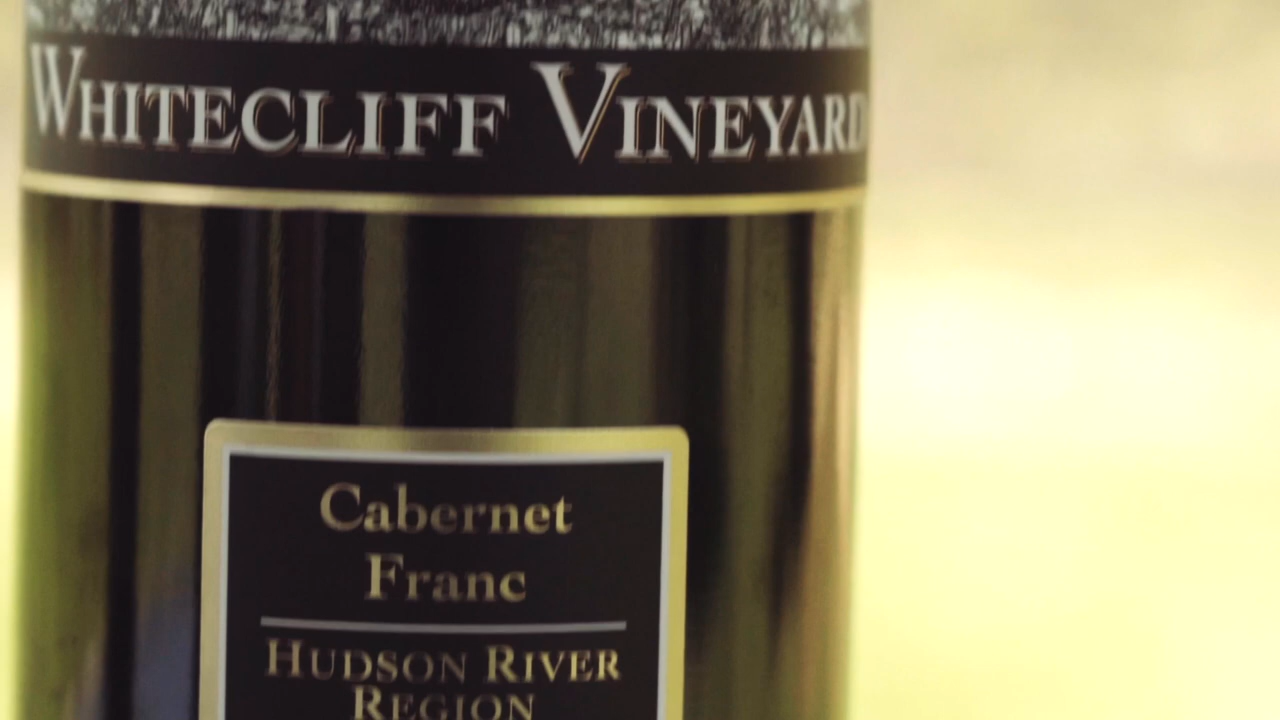 WHITECLIFF VINEYARD
Cabernet
Franc
HUDSON RIVER
REGION